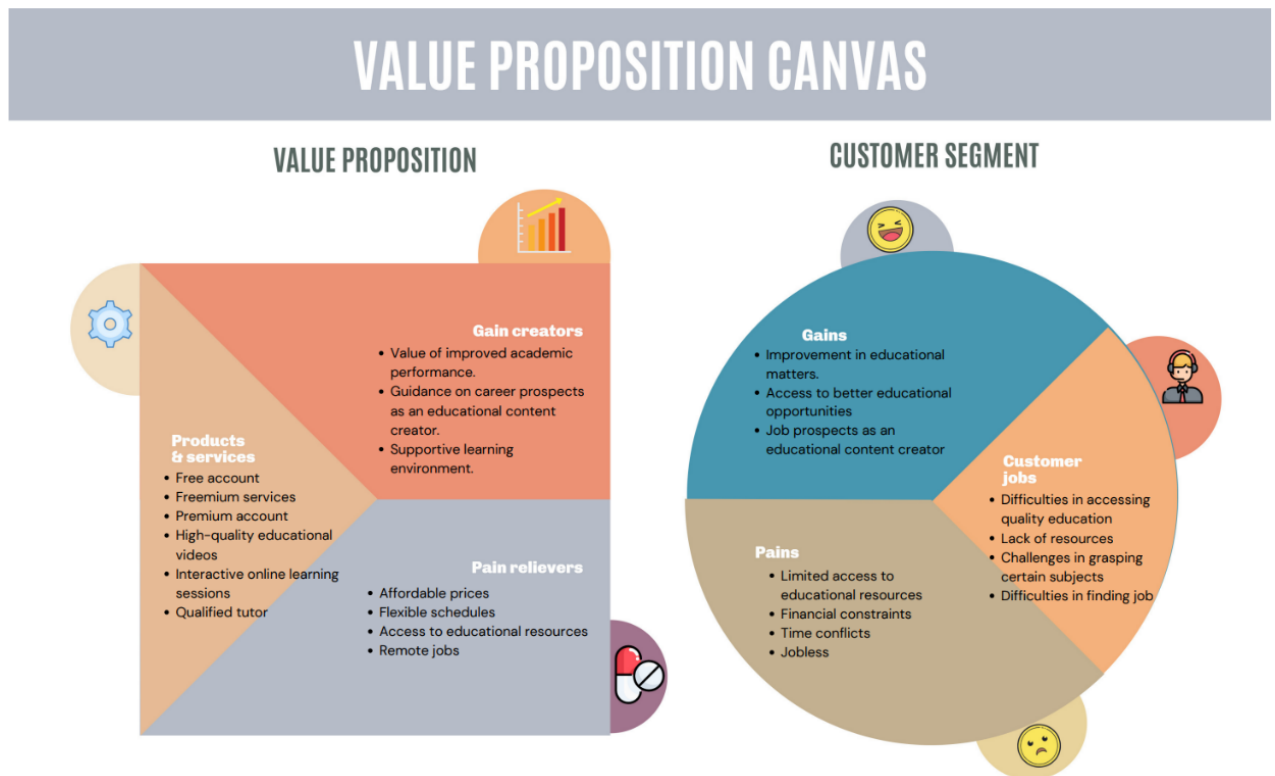 VALUE PROPOSITION CANVAS
VALUE PROPOSITION
Products
& services
• Free account
• Freemium services
• Premium account
• High-quality educational
videos
• Interactive online learning
sessions
• Qualified tutor
Gain creators
• Value of improved academic
performance.
• Guidance on career prospects
as an educational content
creator.
• Supportive learning
environment.
Pain relievers
• Affordable prices
• Flexible schedules
• Access to educational resources
• Remote jobs
CUSTOMER SEGMENT
Gains
• Improvement in educational
matters.
• Access to better educational
opportunities
• Job prospects as an
educational content creator
Customer
jobs
• Difficulties in accessing
quality education
• Lack of resources
• Challenges in grasping
certain subjects
• Difficulties in finding job
Pains
• Limited access to
educational resources
• Financial constraints
• Time conflicts
• Jobless